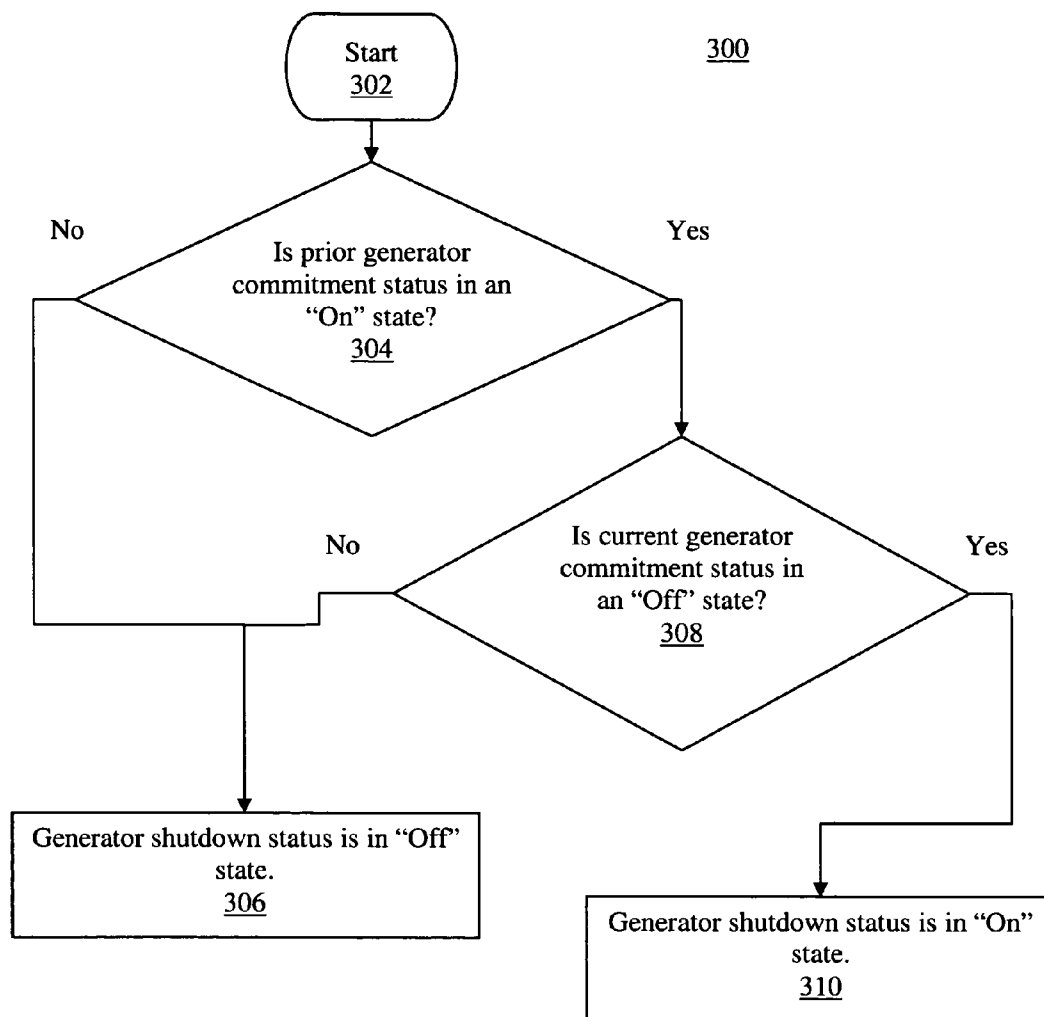 Start
302
300
No
Yes
Is prior generator
commitment status in an
“On” state?
304
No
Yes
Is current generator
commitment status in
an “Off” state?
308
Generator shutdown status is in “Off”
state.
306
Generator shutdown status is in “On”
state.
310